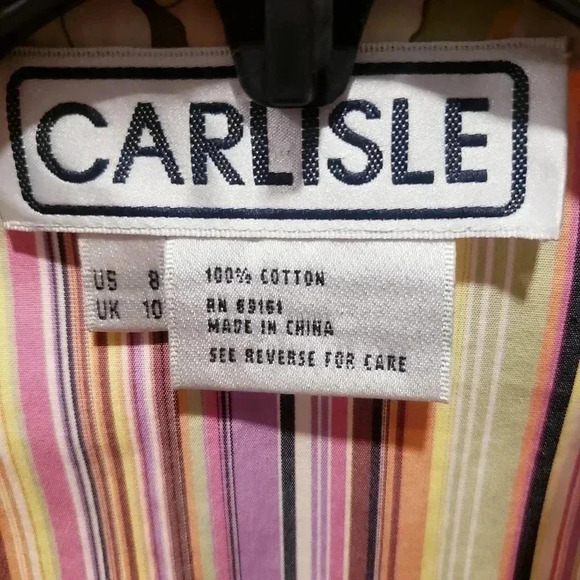 CARLISLE
US 8
UK 10
100% COTTON
RN 69161
MADE IN CHINA
SEE REVERSE FOR CARE